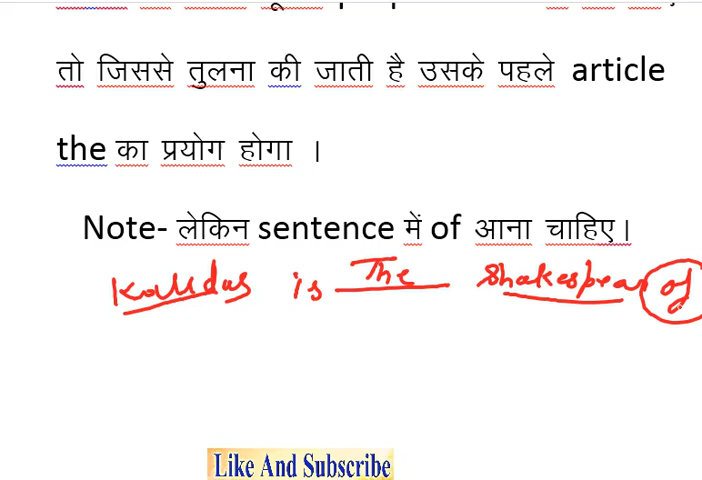 तो जिससे तुलना की जाती है उसके पहले article
the का प्रयोग होगा ।
Note- लेकिन sentence में of आना चाहिए।
Kalidas is The Shakespear of
Like And Subscribe